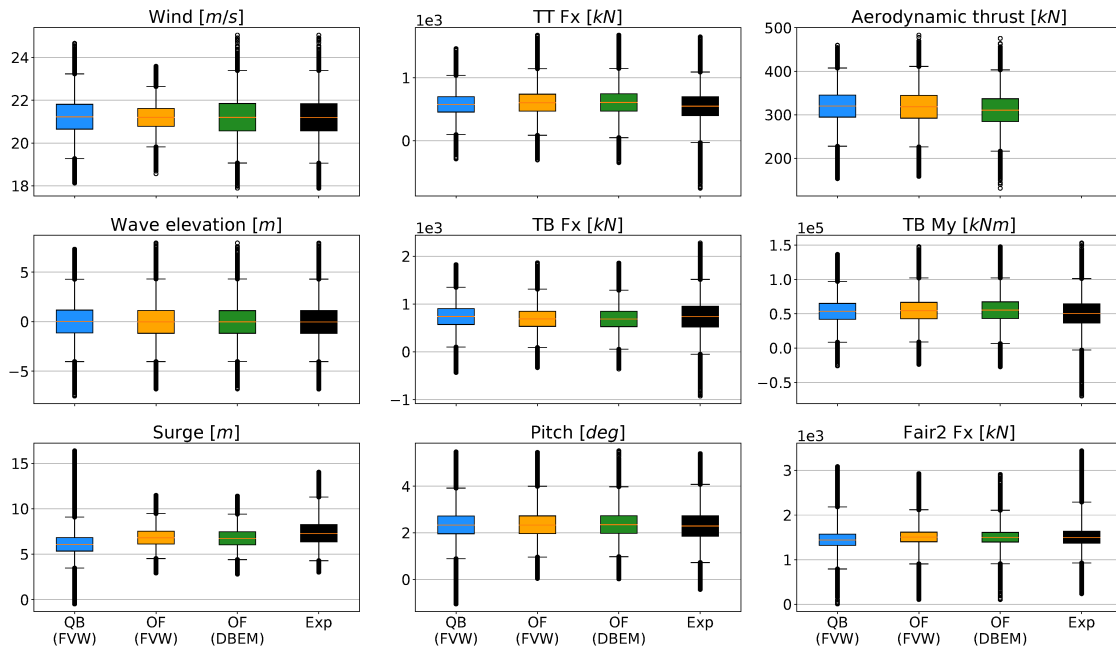 Wind [m/s]
24
22
20
18
1e3
TT Fx [kN]
1
0
Aerodynamic thrust [kN]
500
400
300
200
Wave elevation [m]
5
0
−5
1e3
TB Fx [kN]
2
1
0
−1
1e5
TB My [kNm]
1.5
1.0
0.5
0.0
−0.5
Surge [m]
15
10
5
0
QB
(FVW)
OF
(FVW)
OF
(DBEM)
Exp
Pitch [deg]
4
2
0
QB
(FVW)
OF
(FVW)
OF
(DBEM)
Exp
1e3
Fair2 Fx [kN]
3
2
1
0
QB
(FVW)
OF
(FVW)
OF
(DBEM)
Exp